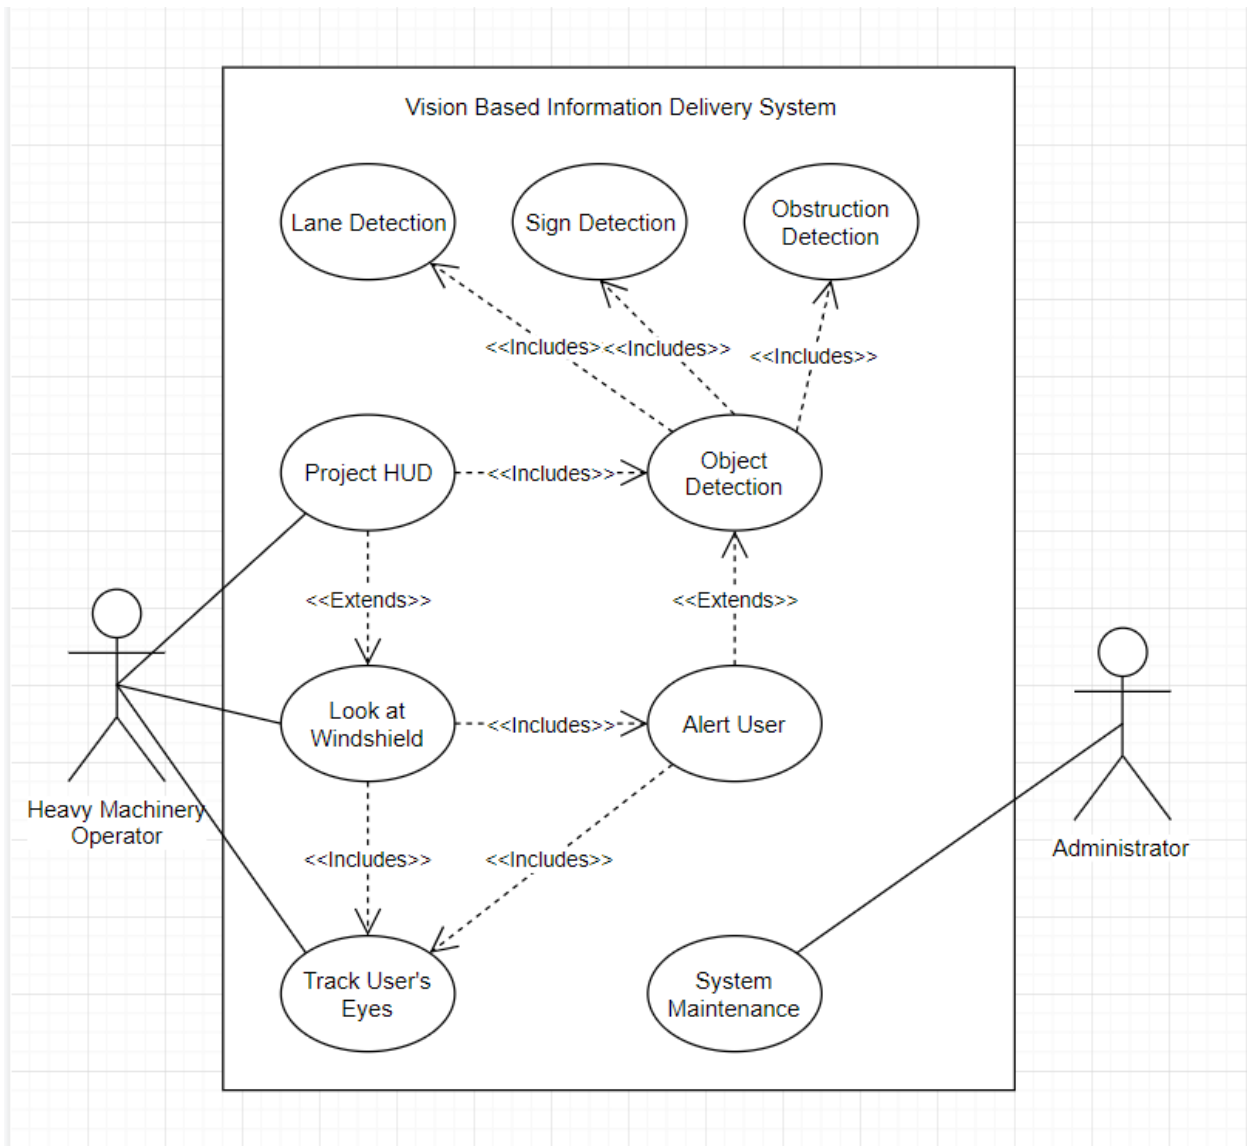 Vision Based Information Delivery System
Lane Detection
Sign Detection
Obstruction
Detection
<<Includes>
<<Includes>>
<<Includes>>
Project HUD
<<Includes>>
Object
Detection
<<Extends>>
<<Extends>>
Look at
Windshield
<<Includes>>
Alert User
Heavy Machinery
Operator
Administrator
<<Includes>>
<<Includes>>
Track User's
Eyes
System
Maintenance